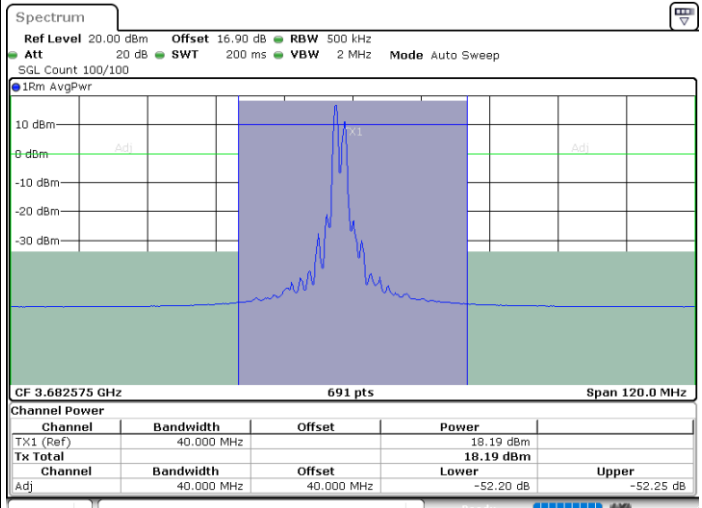 Spectrum
Ref Level 20.00 dBm Offset 16.90 dB RBW 500 kHz
Att 20 dB SWT 200 ms VBW 2 MHz Mode Auto Sweep
SGL Count 100/100
1Rm AvgPwr
10 dBm
TX1
0 dBm Adj Adj
-10 dBm
-20 dBm
-30 dBm
CF 3.682575 GHz 691 pts Span 120.0 MHz
Channel Power
Channel Bandwidth Offset Power
TX1 (Ref) 40.000 MHz 18.19 dBm
Tx Total 18.19 dBm
Channel Bandwidth Offset Lower Upper
Adj 40.000 MHz 40.000 MHz -52.20 dB -52.25 dB